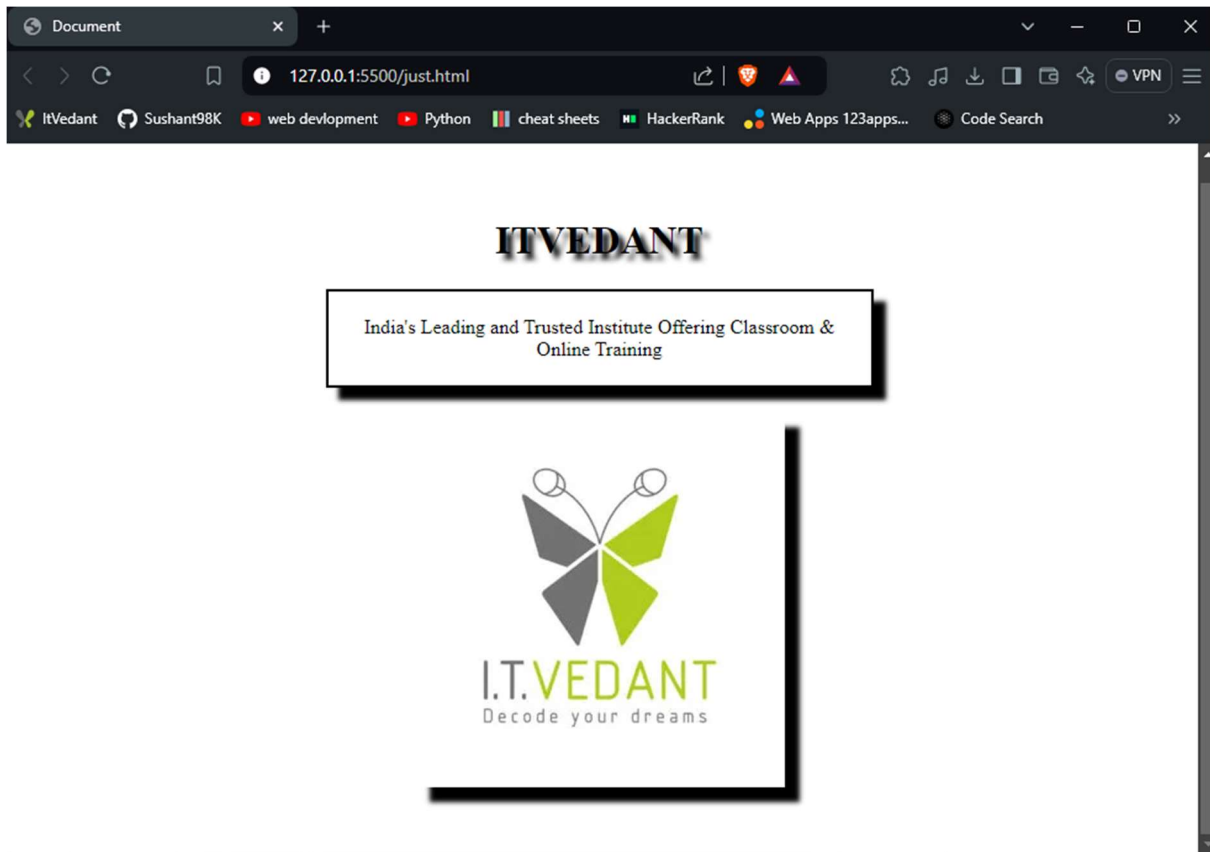 Document
127.0.0.1:5500/just.html
VPN
ItVedant Sushant98K web devlopment Python cheat sheets HackerRank Web Apps 123apps... Code Search
ITVEDANT
India's Leading and Trusted Institute Offering Classroom &
Online Training
I.T.VEDANT
Decode your dreams